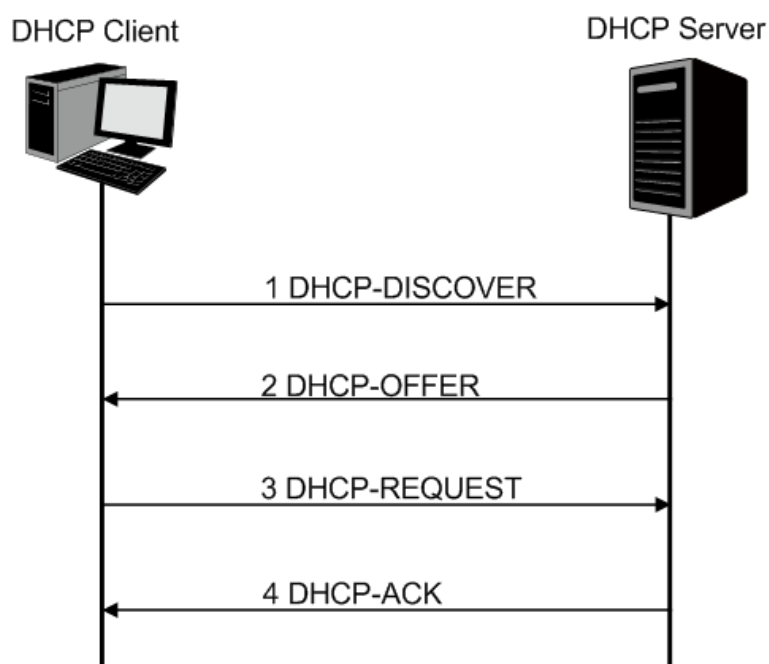 DHCP Client
DHCP Server
1 DHCP-DISCOVER
2 DHCP-OFFER
3 DHCP-REQUEST
4 DHCP-ACK